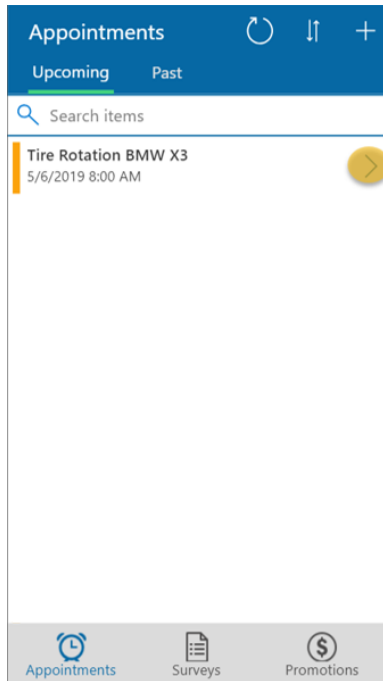 Appointments
Upcoming Past
Search items
Tire Rotation BMW X3
5/6/2019 8:00 AM
Appointments Surveys Promotions